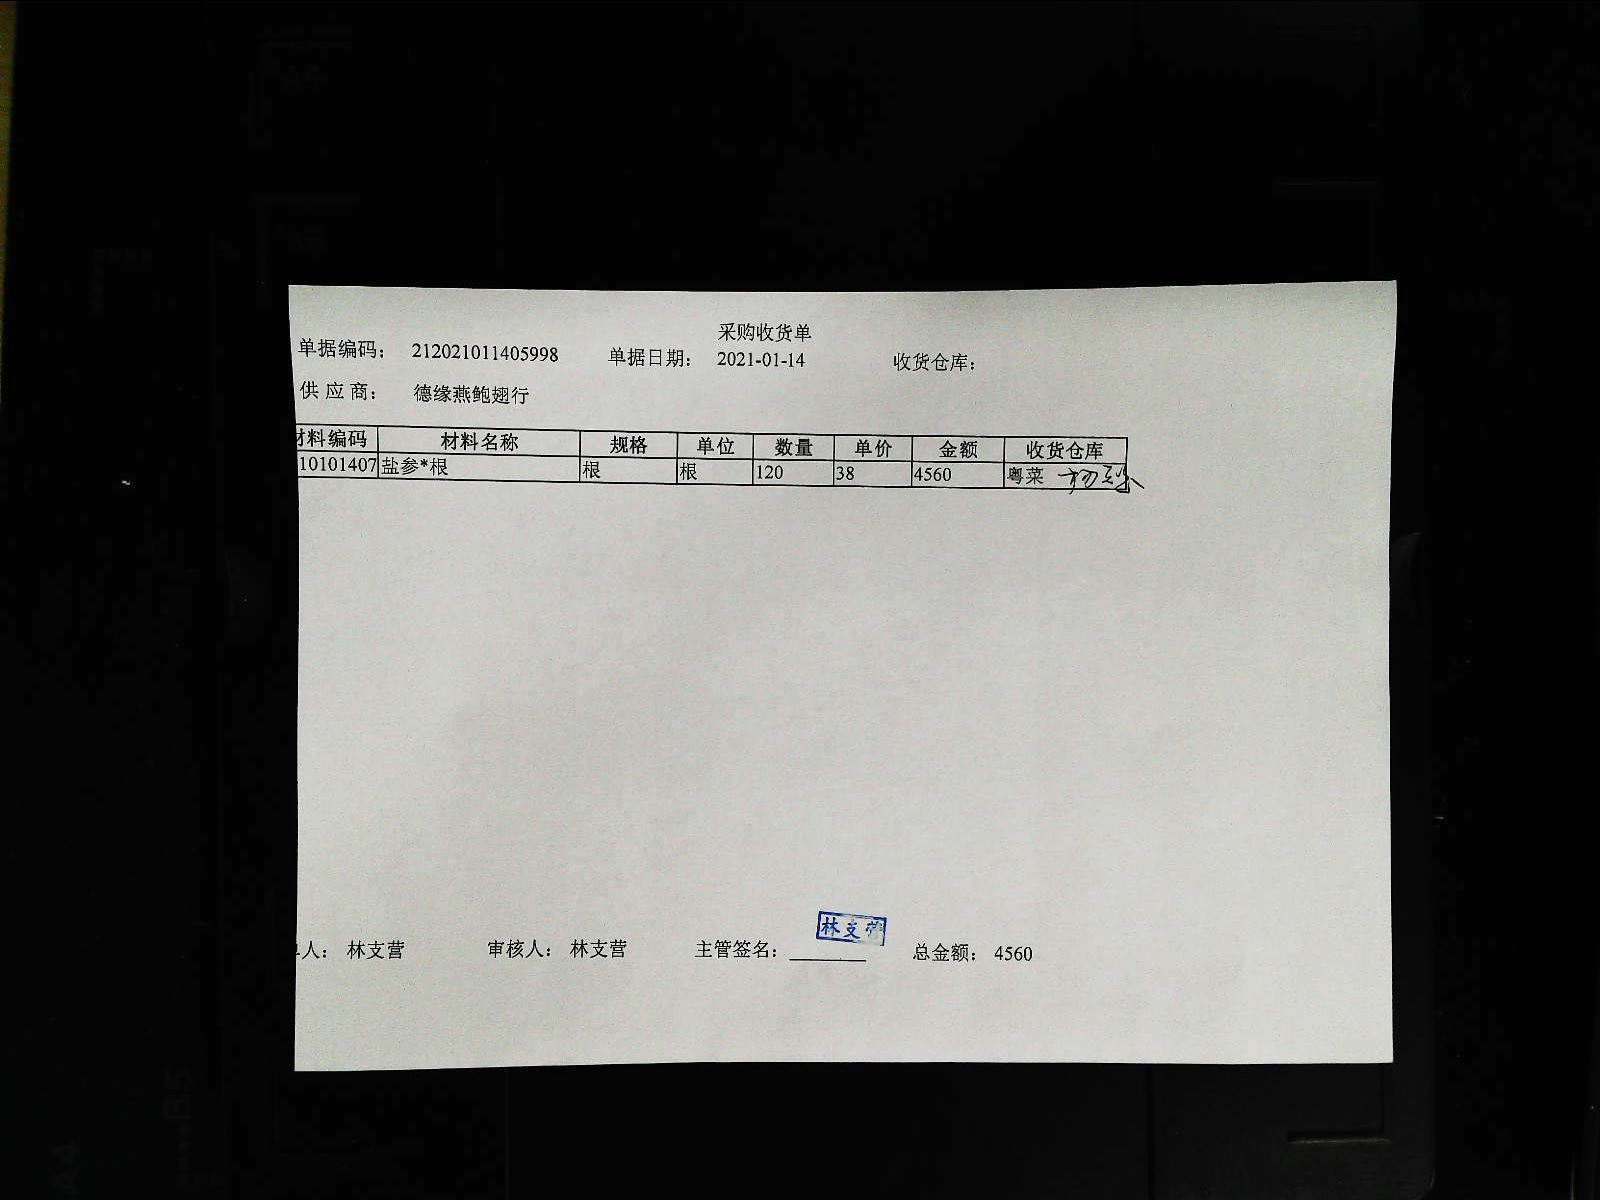 采购收货单
单据编码： 212021011405998 单据日期： 2021-01-14 收货仓库：
供应商： 德缘燕鲍翅行
材料编码 材料名称 规格 单位 数量 单价 金额 收货仓库
10101407 盐参*根 根 根 120 38 4560 粤菜
林支营
人： 林支营 审核人： 林支营 主管签名： 总金额： 4560